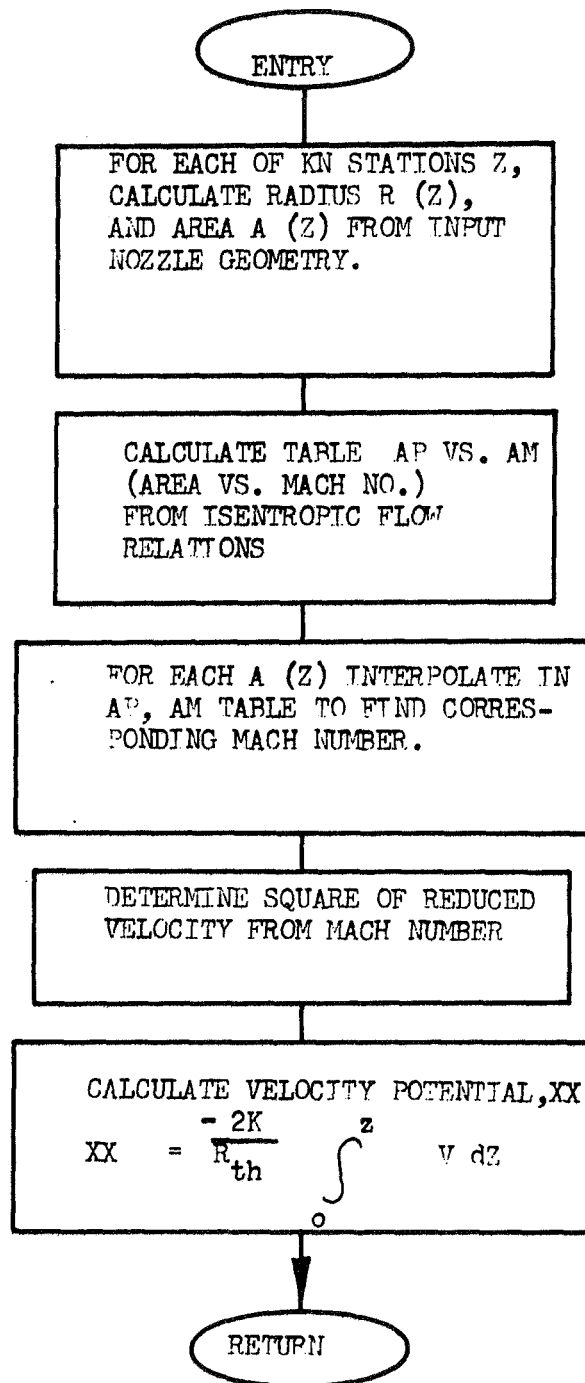 ENTRY
FOR EACH OF KN STATIONS Z,
CALCULATE RADIUS R (Z),
AND AREA A (Z) FROM INPUT
NOZZLE GEOMETRY.
CALCULATE TABLE AP VS. AM
(AREA VS. MACH NO.)
FROM ISENTROPIC FLOW
RELATIONS
FOR EACH A (Z) INTERPOLATE IN
AP, AM TABLE TO FIND CORRES-
PONDING MACH NUMBER.
DETERMINE SQUARE OF REDUCED
VELOCITY FROM MACH NUMBER
CALCULATE VELOCITY POTENTIAL,XX
XX = - 2K / R_th ∫_o^z V dZ
RETURN